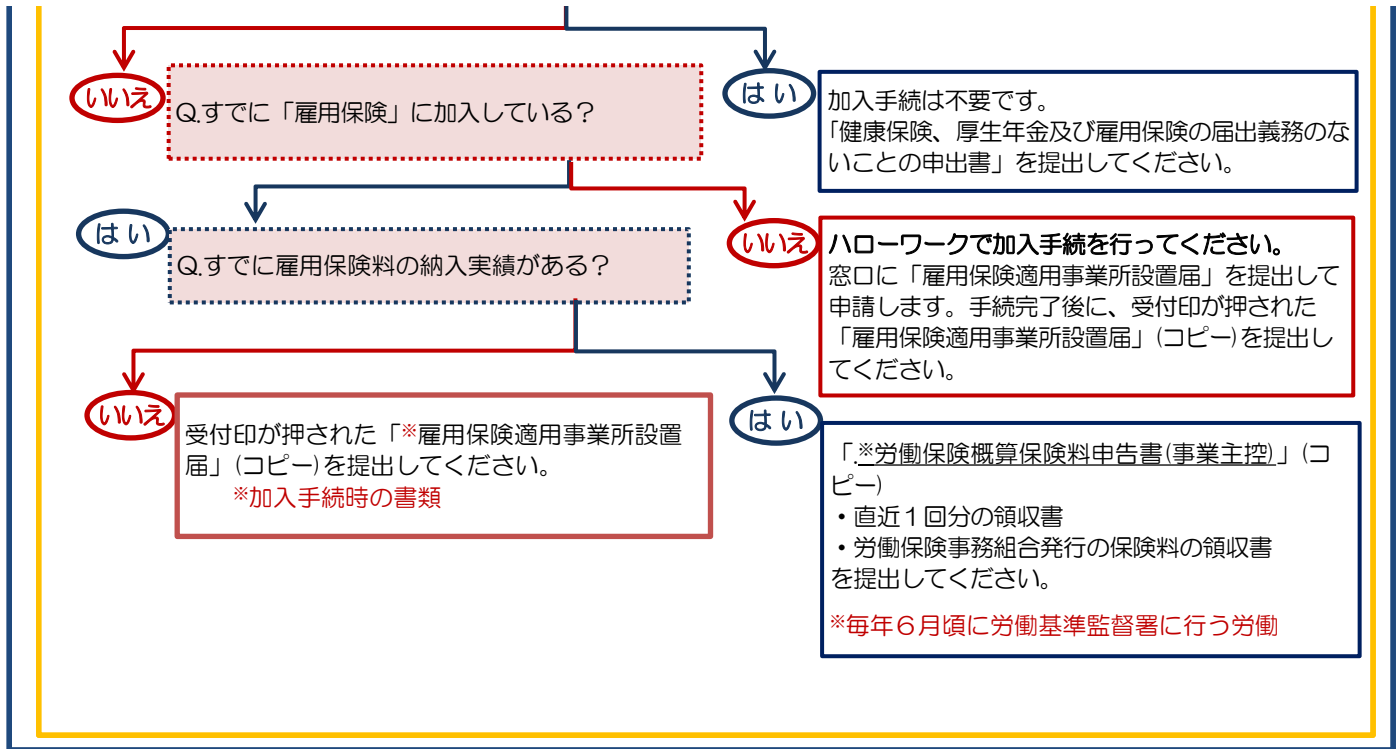 いいえ
Q.すでに「雇用保険」に加入している？
はい
加入手続は不要です。
「健康保険、厚生年金及び雇用保険の届出義務のな
いことの申出書」を提出してください。
はい
Q.すでに雇用保険料の納入実績がある？
いいえ
ハローワークで加入手続を行ってください。
窓口に「雇用保険適用事業所設置届」を提出して
申請します。手続完了後に、受付印が押された
「雇用保険適用事業所設置届」(コピー)を提出し
てください。
いいえ
受付印が押された「※雇用保険適用事業所設置
届」(コピー)を提出してください。
※加入手続時の書類
はい
「.※労働保険概算保険料申告書(事業主控)」(コ
ピー)
・直近１回分の領収書
・労働保険事務組合発行の保険料の領収書
を提出してください。
※毎年６月頃に労働基準監督署に行う労働